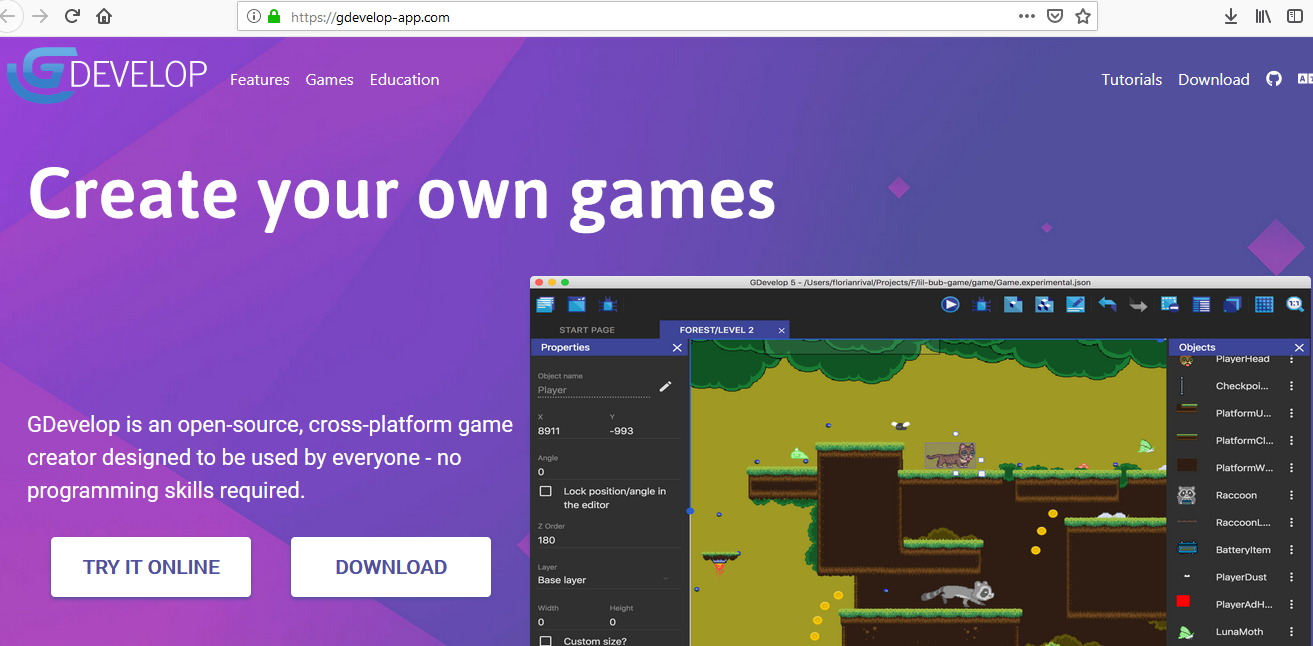 https://gdevelop-app.com
GDEVELOP
Features Games Education
Tutorials Download
Create your own games
GDevelop is an open-source, cross-platform game
creator designed to be used by everyone - no
programming skills required.
TRY IT ONLINE
DOWNLOAD
GDevelop 5 - /Users/florianrival/Projects/F/lil-bub-game/game/Game.experimental.json
1:1
START PAGE
FOREST/LEVEL 2
Properties
Object name
Player
X Y
8911 -993
Angle
0
Lock position/angle in
the editor
Z Order
180
Layer
Base layer
Width Height
0 0
Custom size?
Objects
PlayerHead
Checkpoi...
PlatformU...
PlatformCl...
PlatformW...
Raccoon
RaccoonL...
BatteryItem
PlayerDust
PlayerAdH...
LunaMoth